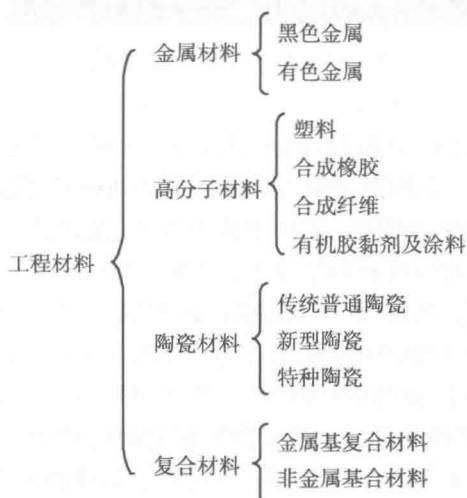 工程材料
金属材料
黑色金属
有色金属
高分子材料
塑料
合成橡胶
合成纤维
有机胶黏剂及涂料
陶瓷材料
传统普通陶瓷
新型陶瓷
特种陶瓷
复合材料
金属基复合材料
非金属基合材料